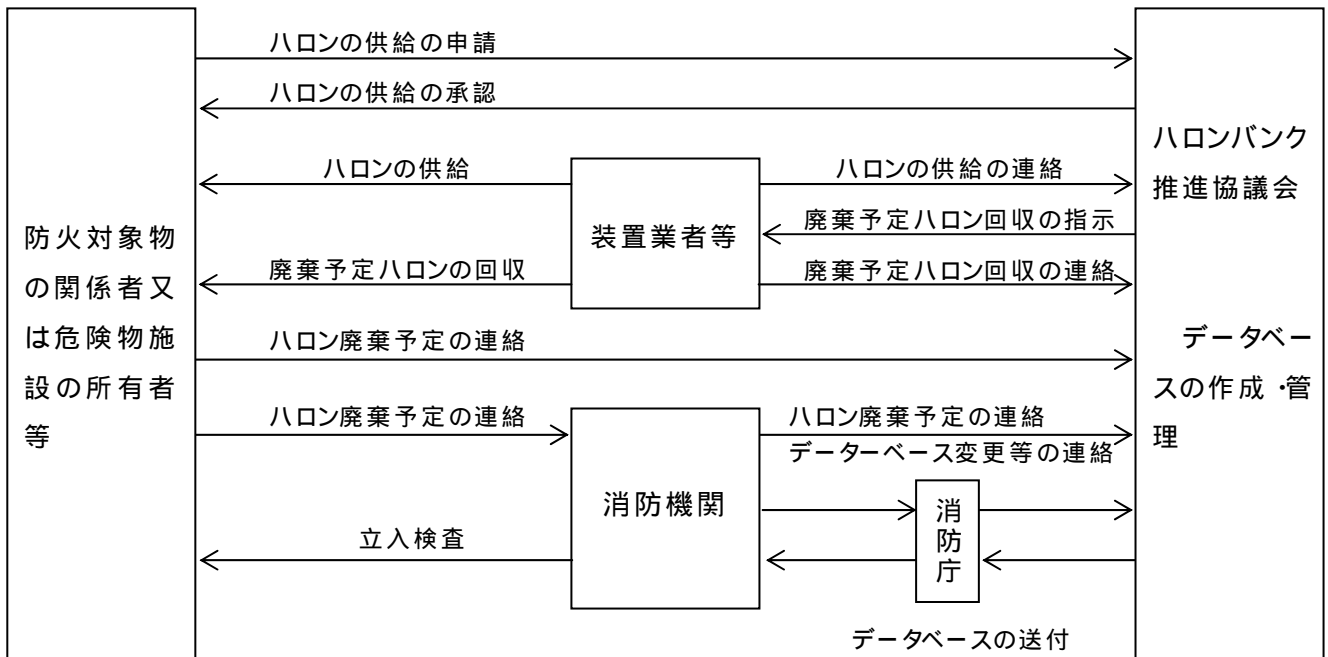 ハロンの供給の申請
ハロンの供給の承認
ハロンの供給
ハロンの供給の連絡
廃棄予定ハロン回収の指示
廃棄予定ハロンの回収
廃棄予定ハロン回収の連絡
装置業者等
防火対象物
の関係者又
は危険物施
設の所有者
等
ハロンバンク
推進協議会
データベー
スの作成・管
理
ハロン廃棄予定の連絡
ハロン廃棄予定の連絡
ハロン廃棄予定の連絡
データーベース変更等の連絡
消防機関
消防庁
立入検査
データベースの送付